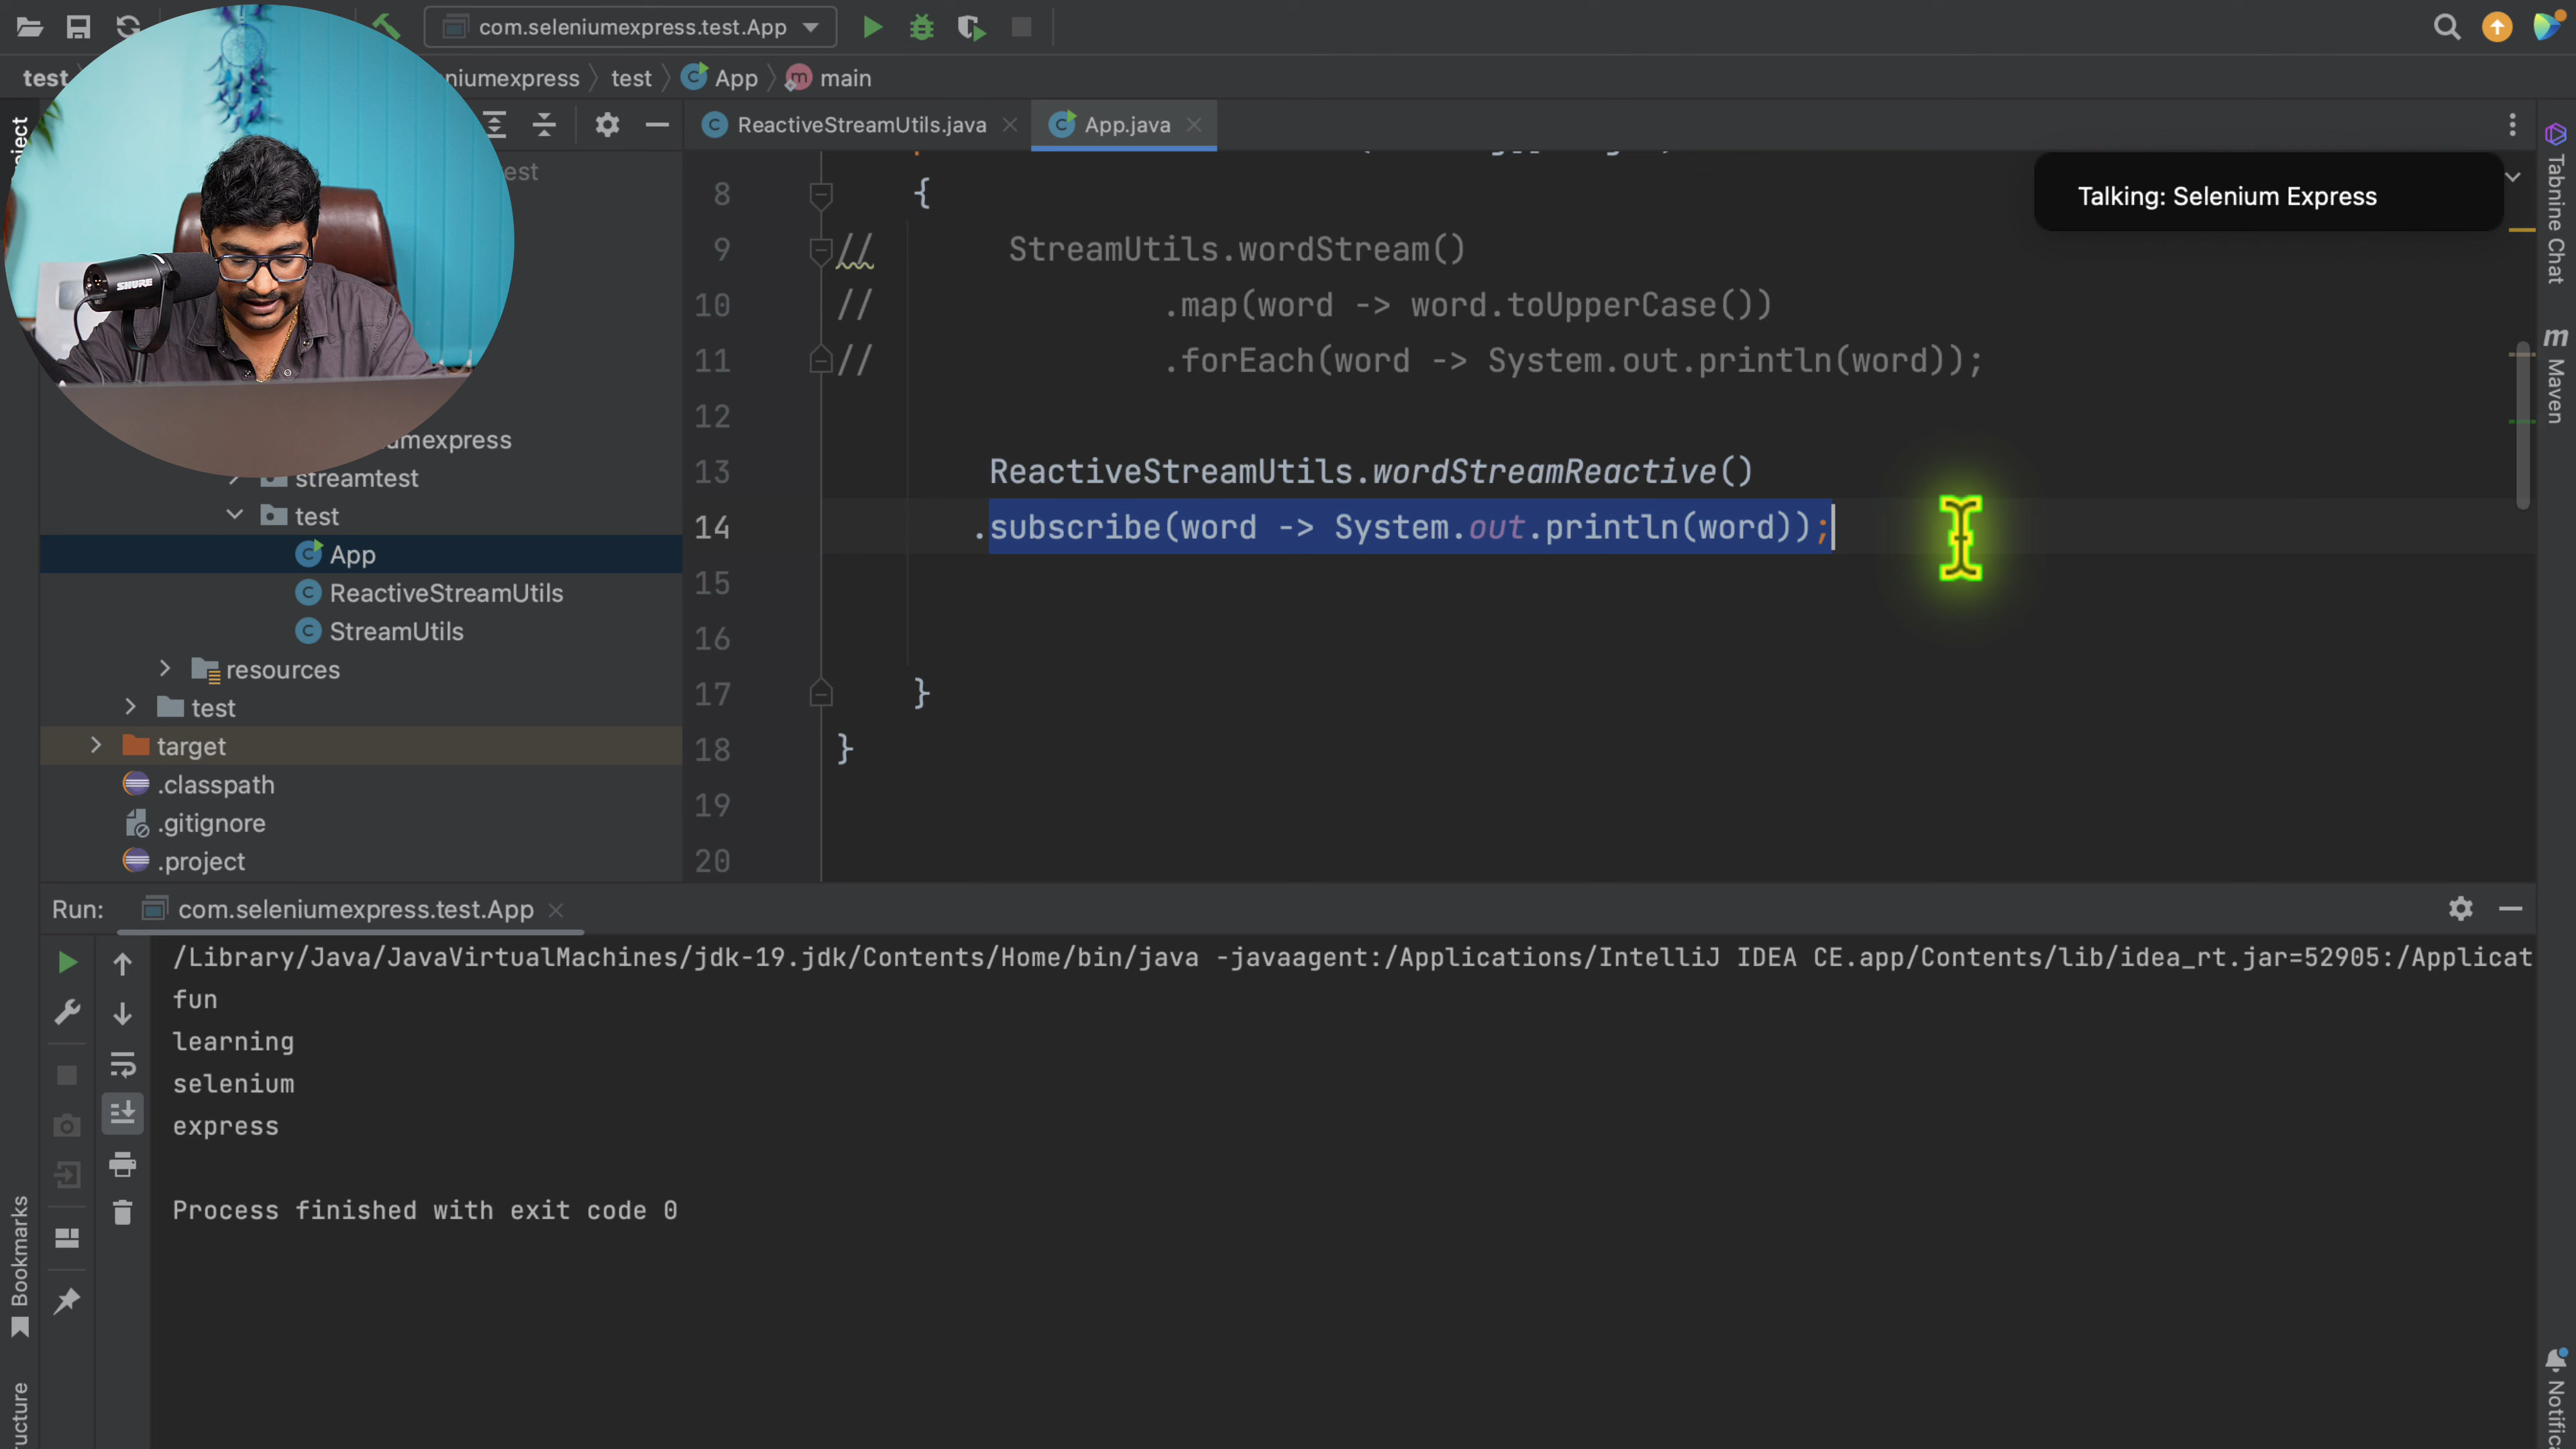 com.seleniumexpress.test.App
test
niumexpress
test
App
main
ReactiveStreamUtils.java
App.java
Talking: Selenium Express
est
SHURE
umexpress
streamtest
test
App
ReactiveStreamUtils
StreamUtils
resources
test
target
.classpath
.gitignore
.project
8 {
9 // StreamUtils.wordStream()
10 // .map(word -> word.toUpperCase())
11 // .forEach(word -> System.out.println(word));
12
13 ReactiveStreamUtils.wordStreamReactive()
14 .subscribe(word -> System.out.println(word));
15
16
17 }
18 }
19
20
Tabnine Chat
Maven
Run: com.seleniumexpress.test.App
/Library/Java/JavaVirtualMachines/jdk-19.jdk/Contents/Home/bin/java -javaagent:/Applications/IntelliJ IDEA CE.app/Contents/lib/idea_rt.jar=52905:/Applicat
fun
learning
selenium
express
Process finished with exit code 0
Bookmarks
ructure
Notific